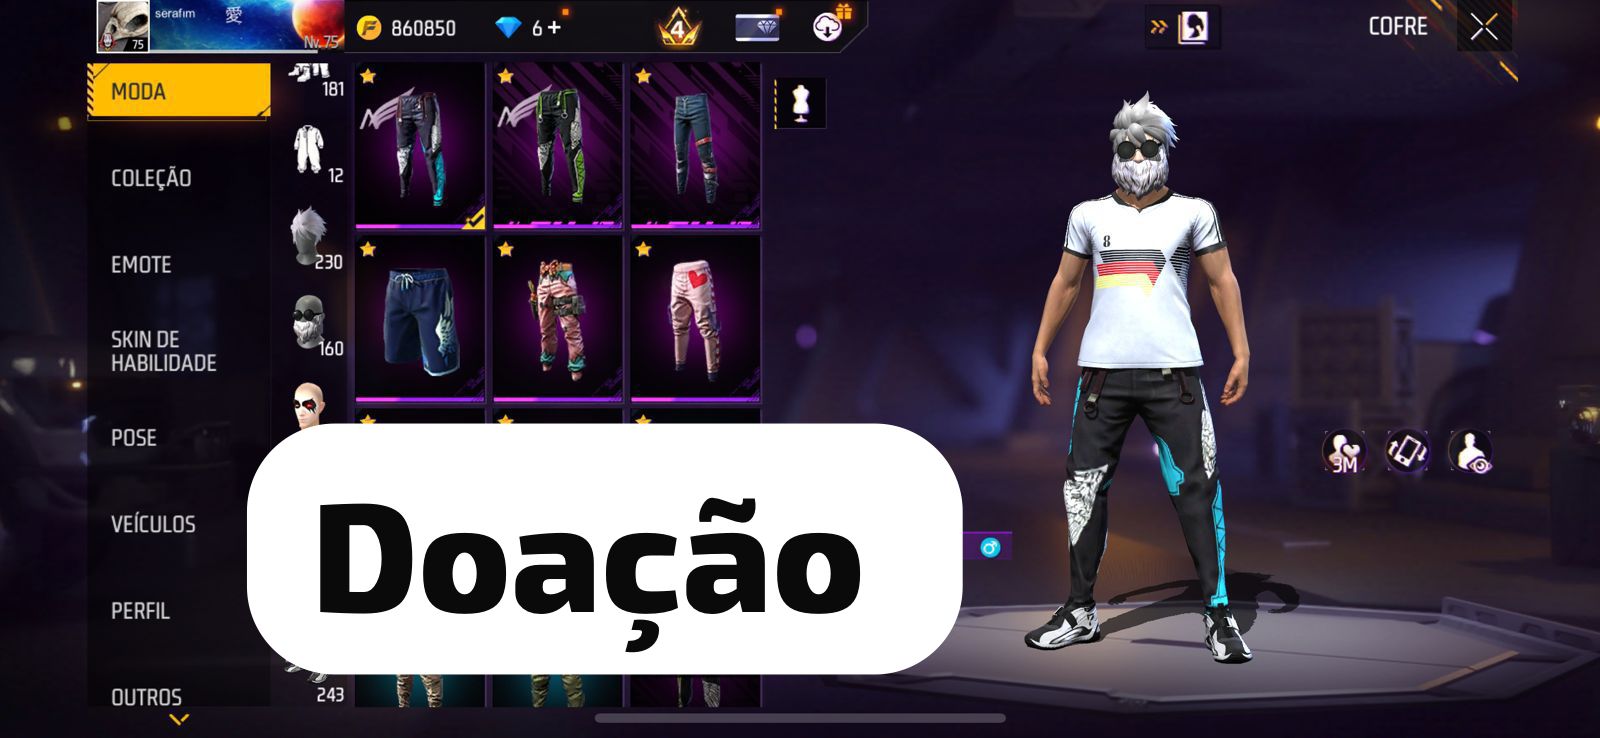 serafim 愛
75
Nv. 75
860850
6+
4
COFRE
MODA
181
COLEÇÃO
12
EMOTE
230
SKIN DE
HABILIDADE
160
POSE
VEÍCULOS
PERFIL
OUTROS
243
8
3M
Doação